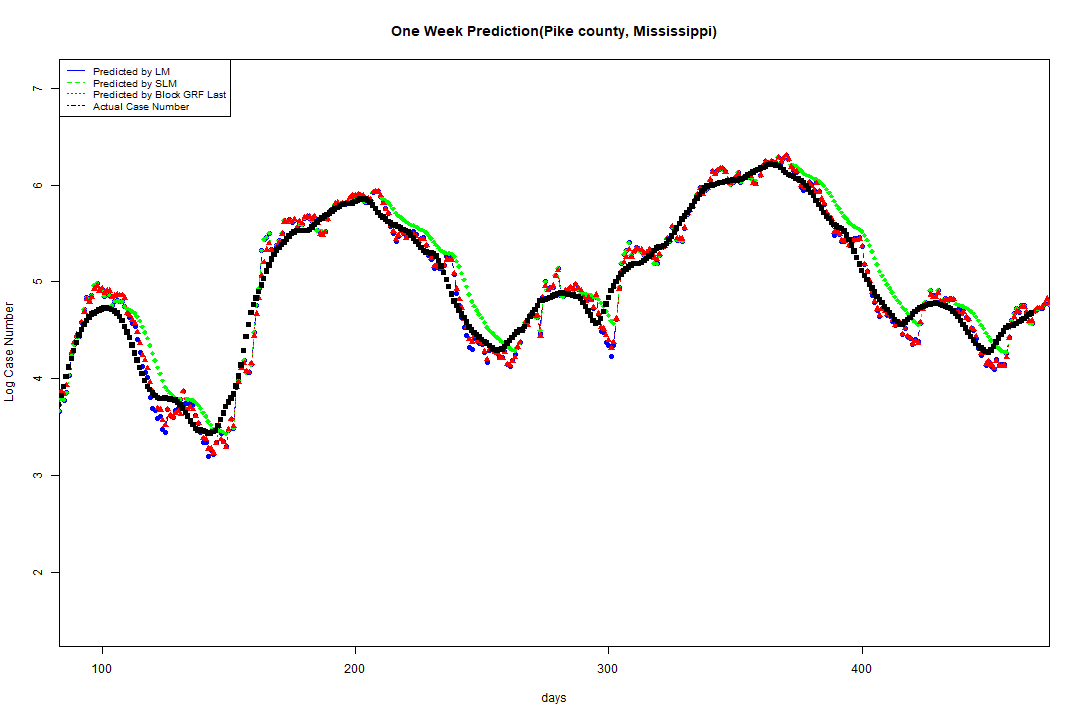 One Week Prediction(Pike county, Mississippi)
Predicted by LM
Predicted by SLM
Predicted by Block GRF Last
Actual Case Number
7
6
5
4
3
2
Log Case Number
100 200 300 400
days